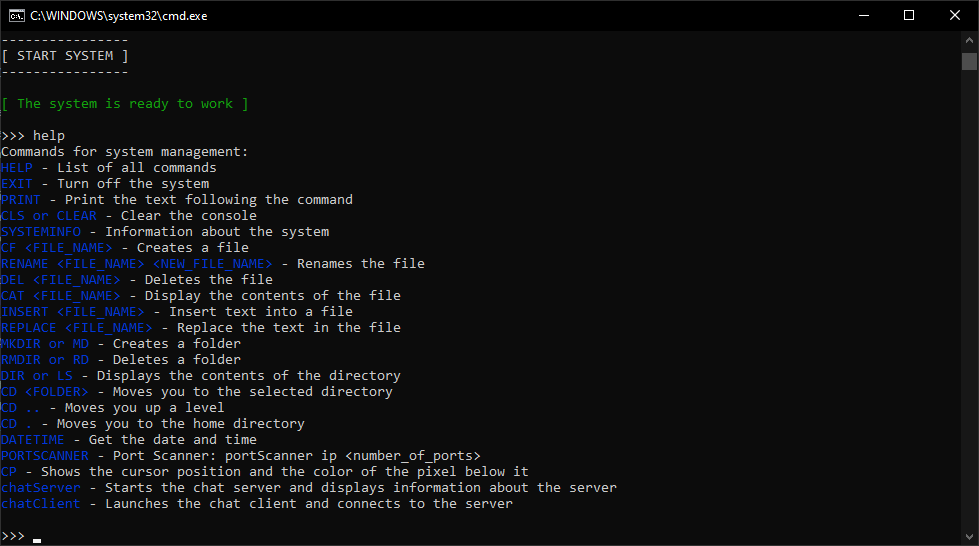 C:\WINDOWS\system32\cmd.exe
----------------
[ START SYSTEM ]
----------------
[ The system is ready to work ]
>>> help
Commands for system management:
HELP - List of all commands
EXIT - Turn off the system
PRINT - Print the text following the command
CLS or CLEAR - Clear the console
SYSTEMINFO - Information about the system
CF <FILE_NAME> - Creates a file
RENAME <FILE_NAME> <NEW_FILE_NAME> - Renames the file
DEL <FILE_NAME> - Deletes the file
CAT <FILE_NAME> - Display the contents of the file
INSERT <FILE_NAME> - Insert text into a file
REPLACE <FILE_NAME> - Replace the text in the file
MKDIR or MD - Creates a folder
RMDIR or RD - Deletes a folder
DIR or LS - Displays the contents of the directory
CD <FOLDER> - Moves you to the selected directory
CD .. - Moves you up a level
CD . - Moves you to the home directory
DATETIME - Get the date and time
PORTSCANNER - Port Scanner: portScanner ip <number_of_ports>
CP - Shows the cursor position and the color of the pixel below it
chatServer - Starts the chat server and displays information about the server
chatClient - Launches the chat client and connects to the server
>>> _